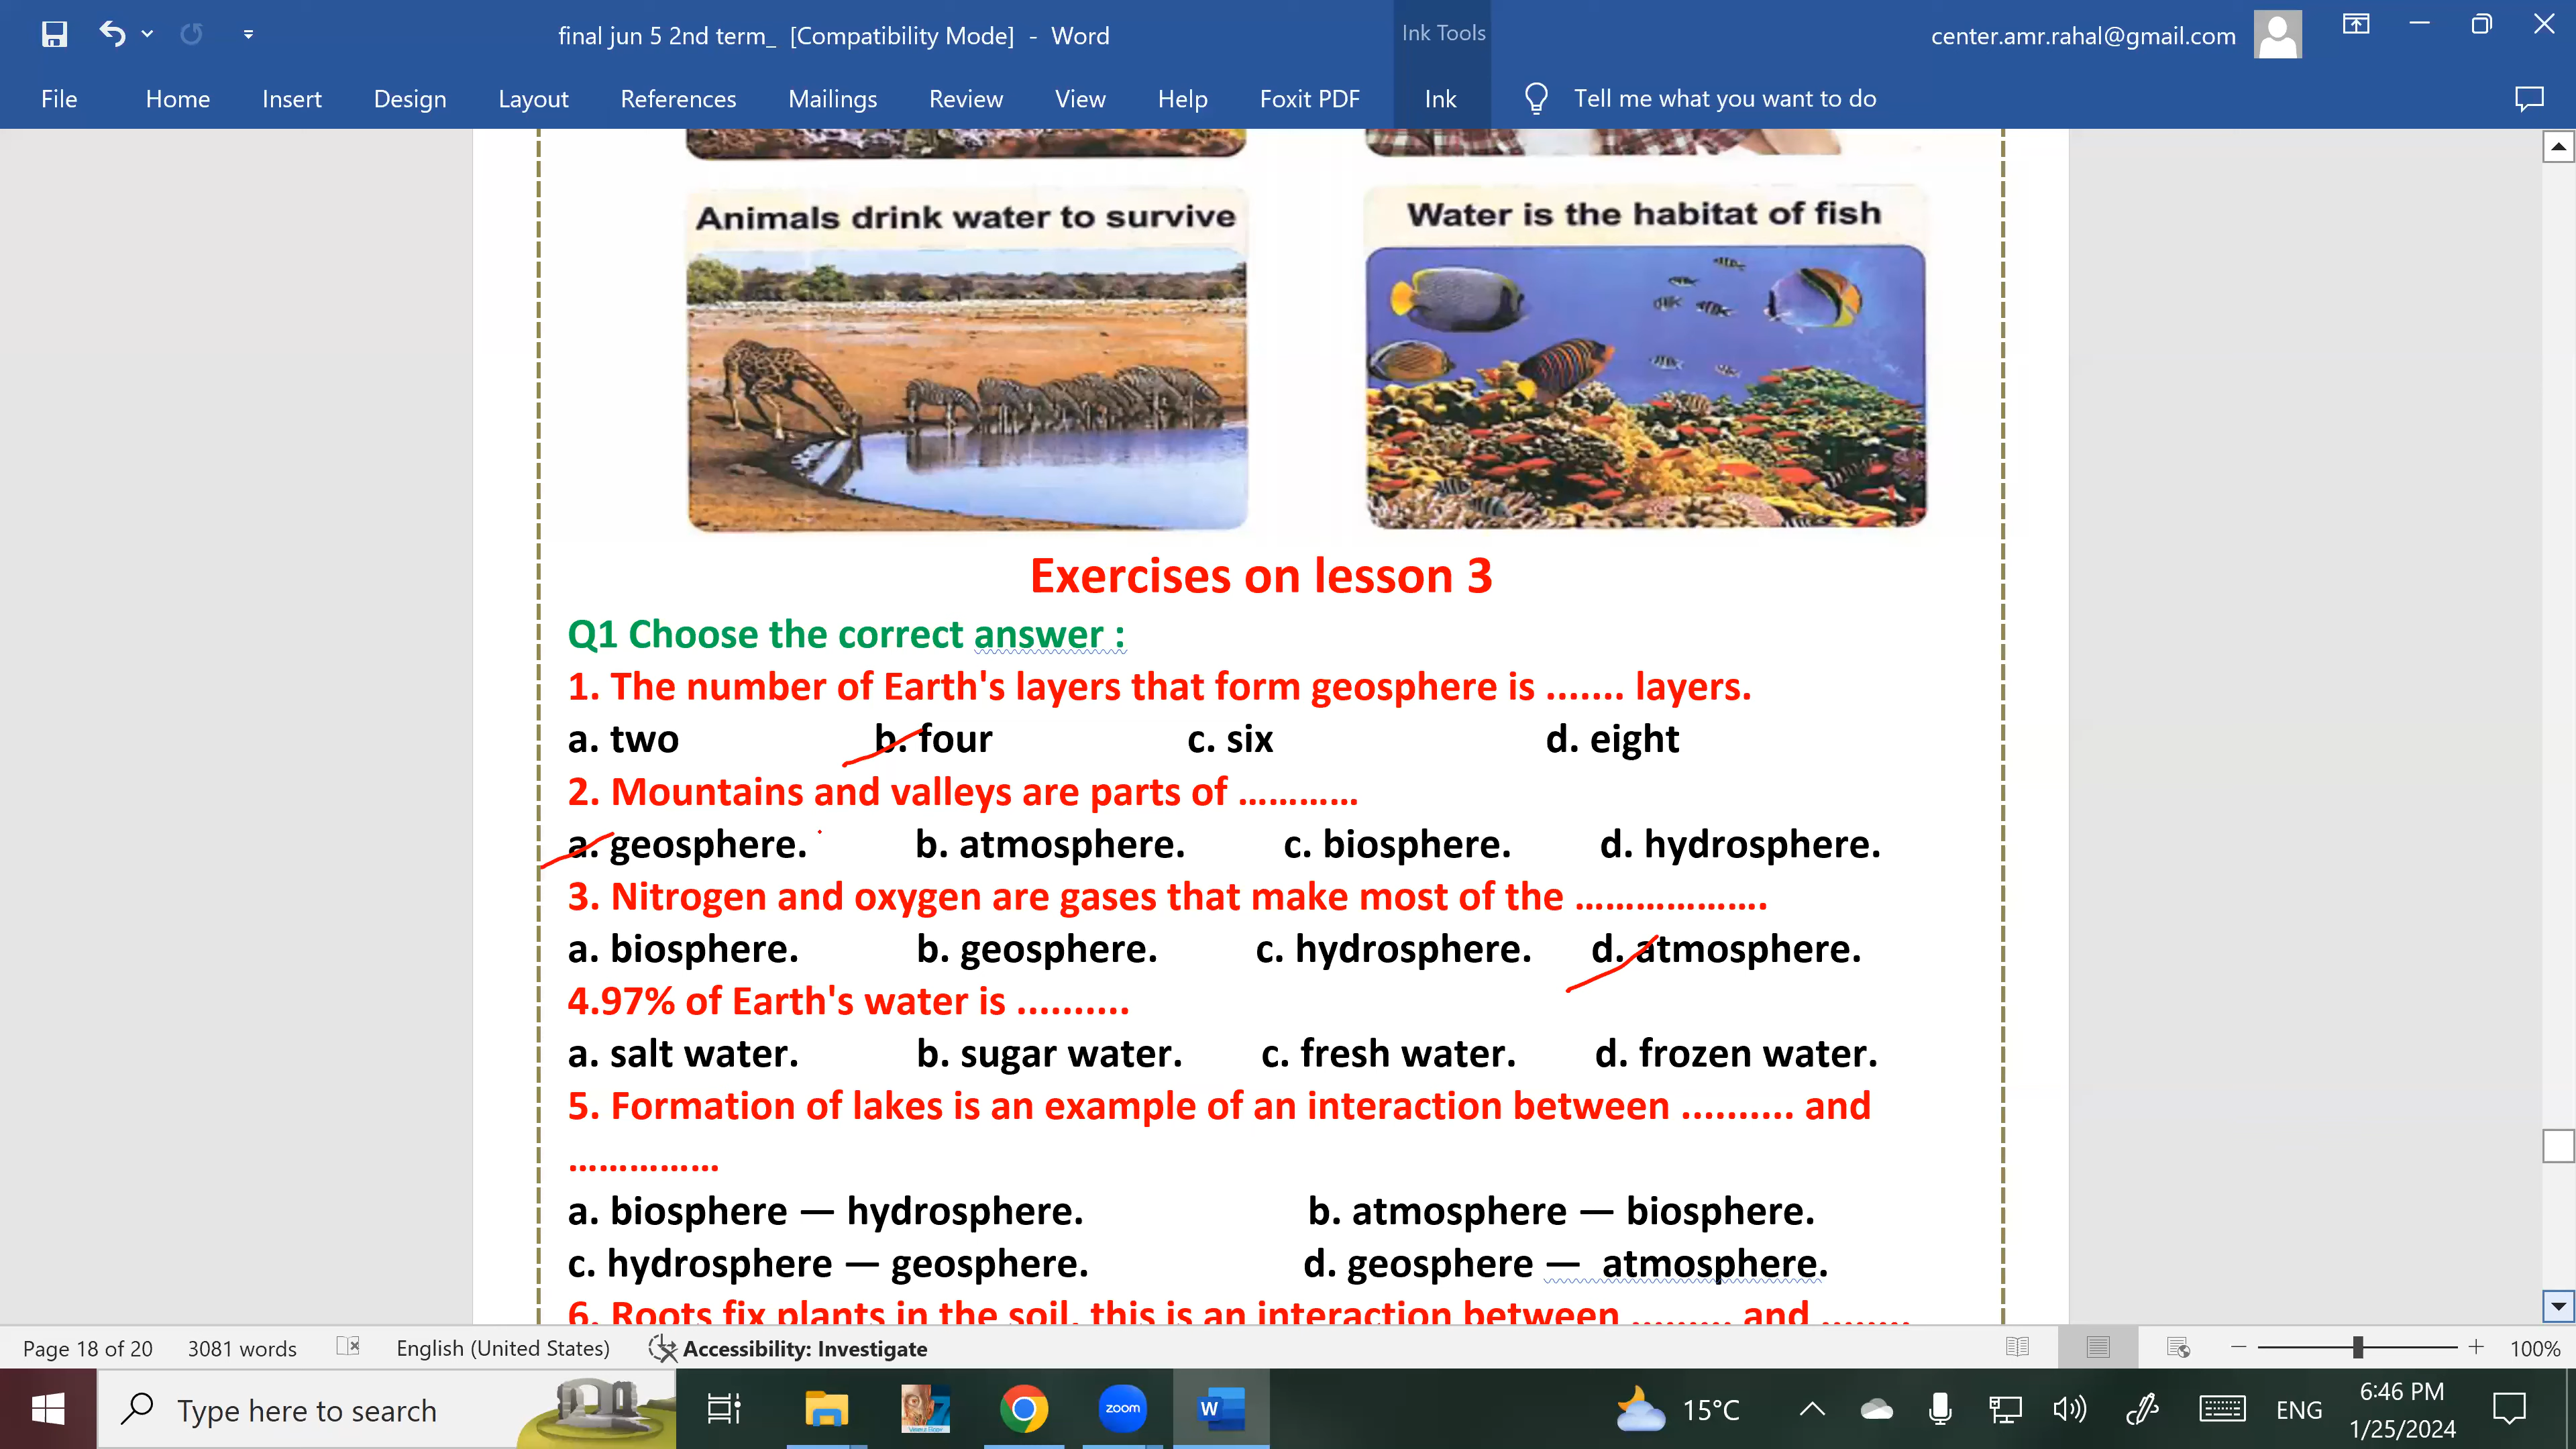 final jun 5 2nd term_ [Compatibility Mode] - Word
Ink Tools
center.amr.rahal@gmail.com
File Home Insert Design Layout References Mailings Review View Help Foxit PDF Ink Tell me what you want to do
Animals drink water to survive
Water is the habitat of fish
Exercises on lesson 3
Q1 Choose the correct answer :
1. The number of Earth's layers that form geosphere is ....... layers.
a. two b. four c. six d. eight
2. Mountains and valleys are parts of ..............
a. geosphere. b. atmosphere. c. biosphere. d. hydrosphere.
3. Nitrogen and oxygen are gases that make most of the ...................
a. biosphere. b. geosphere. c. hydrosphere. d. atmosphere.
4.97% of Earth's water is ..........
a. salt water. b. sugar water. c. fresh water. d. frozen water.
5. Formation of lakes is an example of an interaction between .......... and
...............
a. biosphere — hydrosphere. b. atmosphere — biosphere.
c. hydrosphere — geosphere. d. geosphere — atmosphere.
6. Roots fix plants in the soil, this is an interaction between .......... and .........
Page 18 of 20 3081 words English (United States) Accessibility: Investigate 100%
Type here to search
zoom
W
15°C
ENG
6:46 PM
1/25/2024